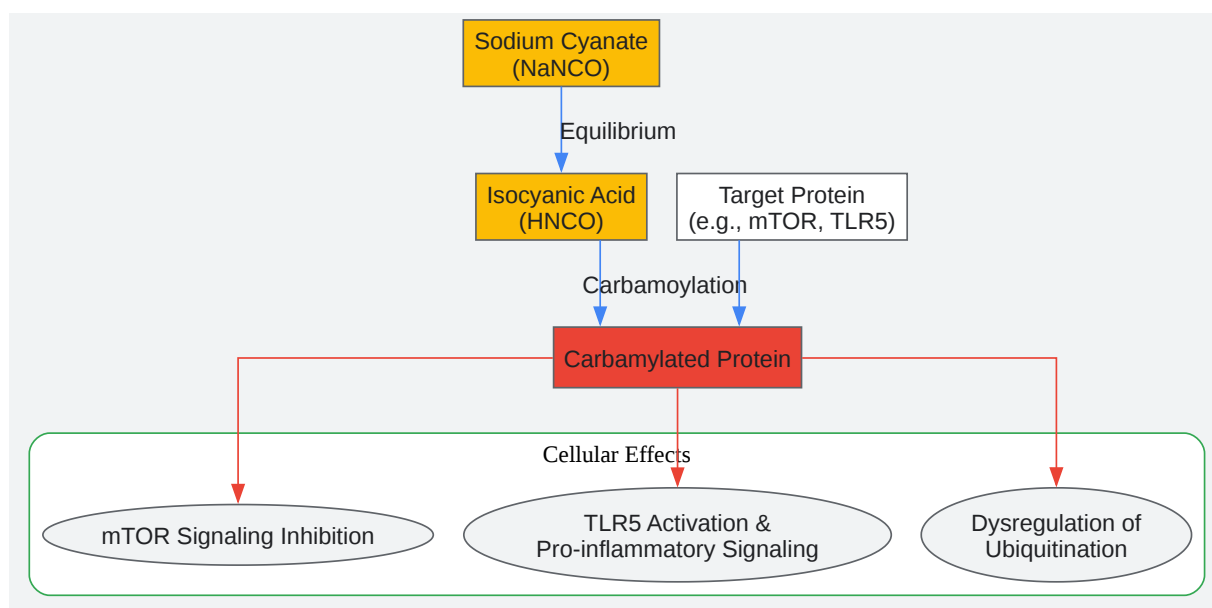 Sodium Cyanate
(NaNCO)
Equilibrium
Isocyanic Acid
(HNCO)
Target Protein
(e.g., mTOR, TLR5)
Carbamoylation
Carbamylated Protein
Cellular Effects
mTOR Signaling Inhibition
TLR5 Activation &
Pro-inflammatory Signaling
Dysregulation of
Ubiquitination